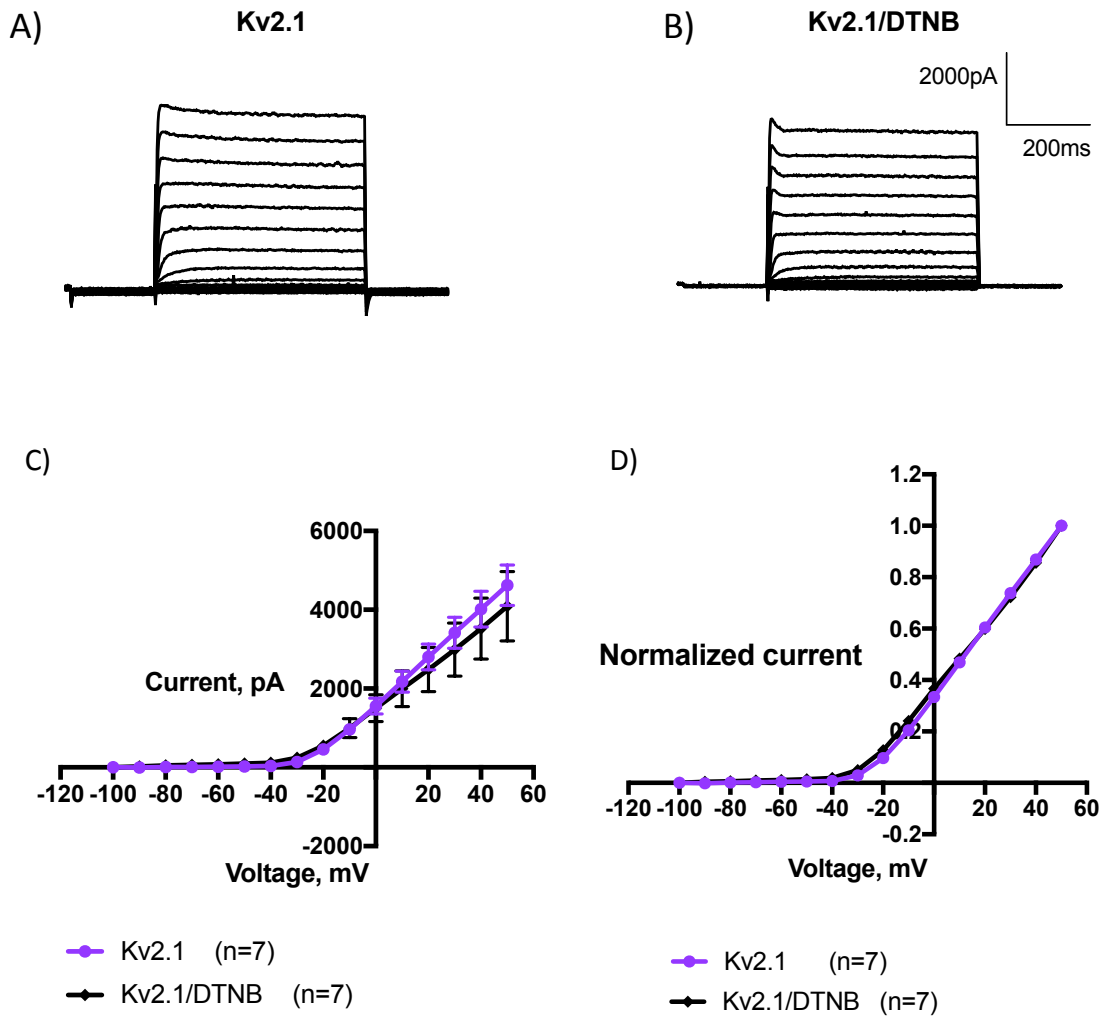 A)
Kv2.1
B)
Kv2.1/DTNB
2000pA
200ms
C)
6000
4000
Current, pA
2000
-120 -100 -80 -60 -40 -20 20 40 60
-2000
Voltage, mV
Kv2.1 (n=7)
Kv2.1/DTNB (n=7)
D)
1.2
1.0
0.8
0.6
Normalized current
0.4
0.2
-120 -100 -80 -60 -40 -20 20 40 60
-0.2
Voltage, mV
Kv2.1 (n=7)
Kv2.1/DTNB (n=7)